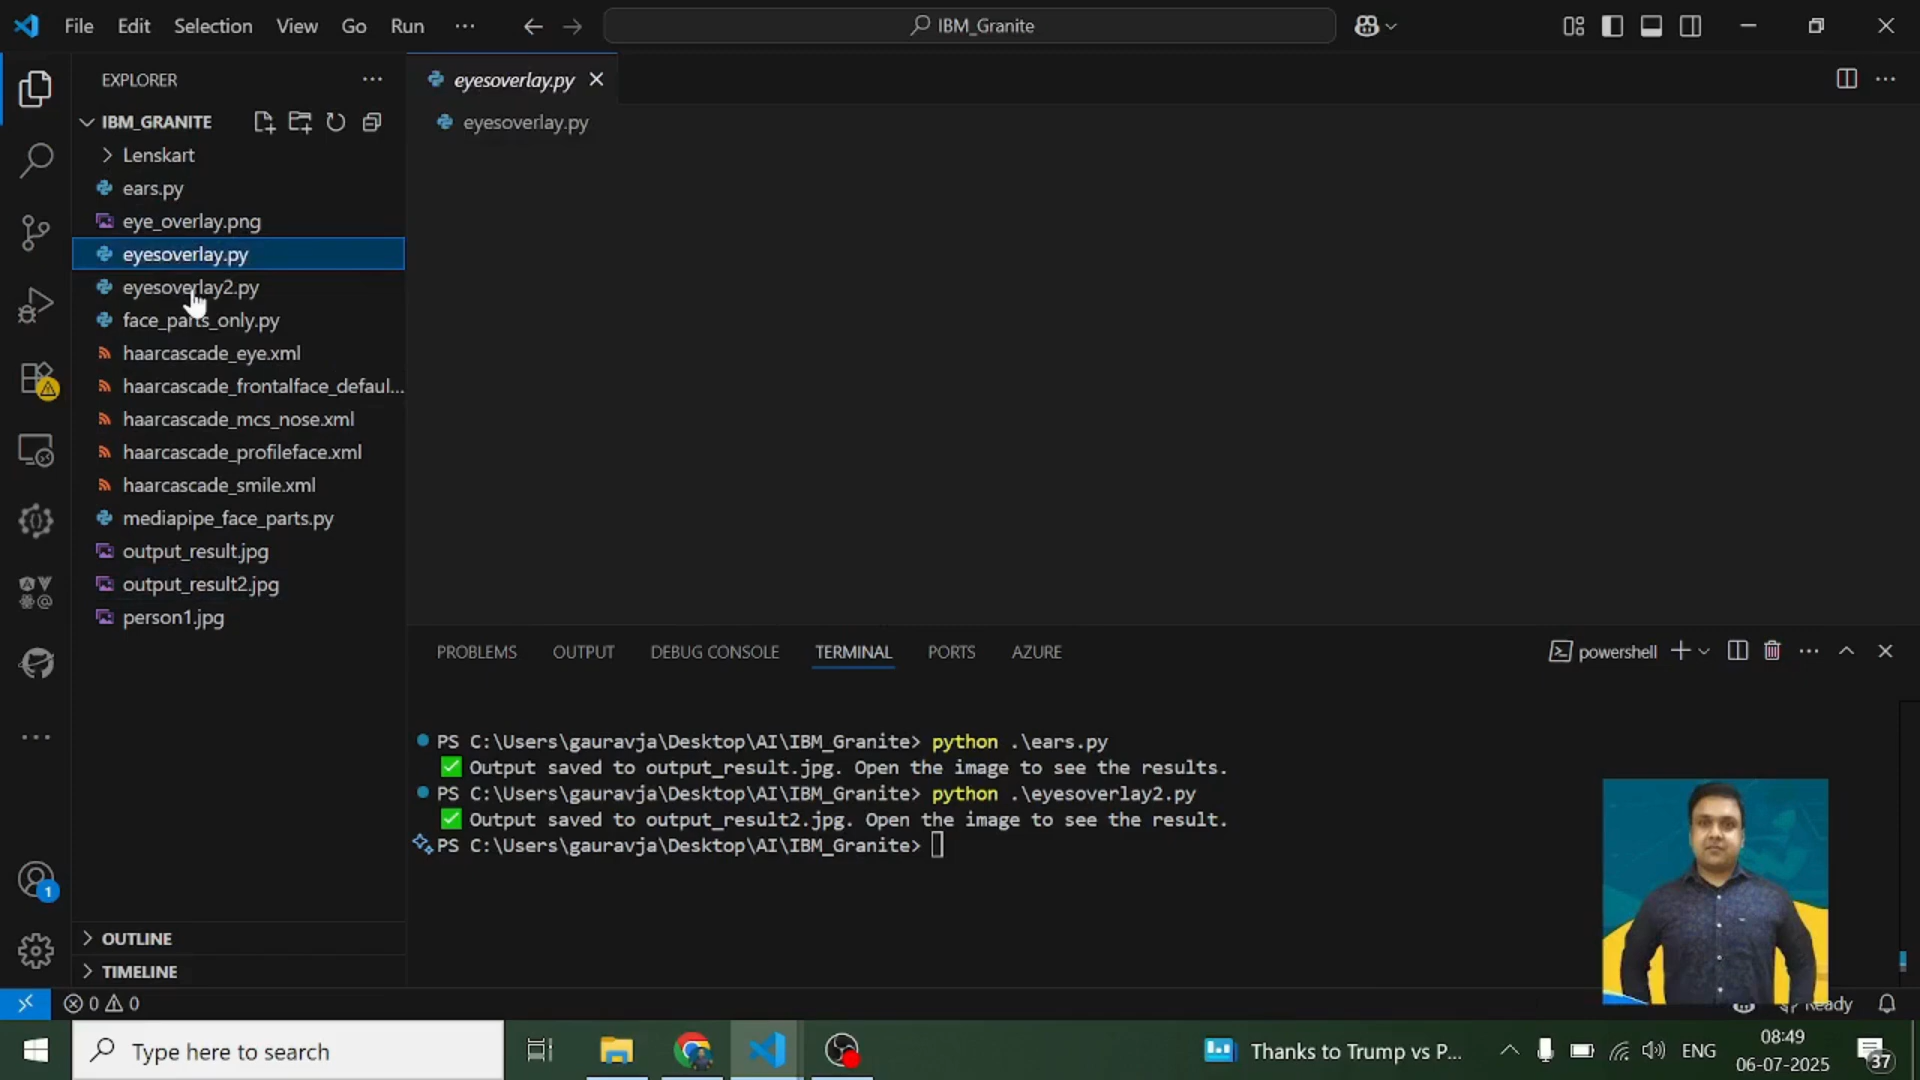 File Edit Selection View Go Run ...
IBM_Granite
EXPLORER
IBM_GRANITE
Lenskart
ears.py
eye_overlay.png
eyesoverlay.py
eyesoverlay2.py
face_parts_only.py
haarcascade_eye.xml
haarcascade_frontalface_defaul...
haarcascade_mcs_nose.xml
haarcascade_profileface.xml
haarcascade_smile.xml
mediapipe_face_parts.py
output_result.jpg
output_result2.jpg
person1.jpg
OUTLINE
TIMELINE
eyesoverlay.py
eyesoverlay.py
PROBLEMS OUTPUT DEBUG CONSOLE TERMINAL PORTS AZURE
powershell
PS C:\Users\gauravja\Desktop\AI\IBM_Granite> python .\ears.py
Output saved to output_result.jpg. Open the image to see the results.
PS C:\Users\gauravja\Desktop\AI\IBM_Granite> python .\eyesoverlay2.py
Output saved to output_result2.jpg. Open the image to see the result.
PS C:\Users\gauravja\Desktop\AI\IBM_Granite>
1
0 0
Ready
Type here to search
Thanks to Trump vs P...
ENG
08:49
06-07-2025
37